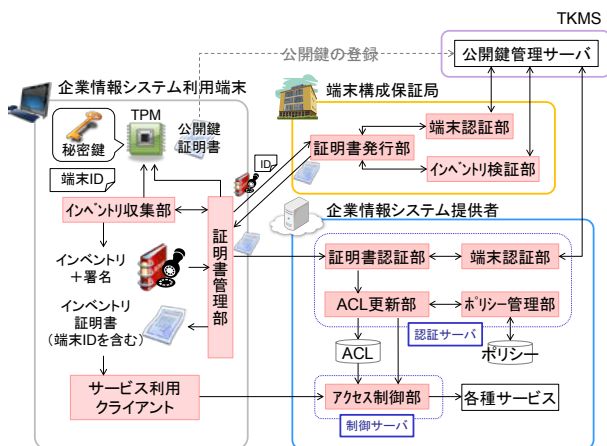 TKMS
公開鍵の登録
公開鍵管理サーバ
企業情報システム利用端末
TPM
秘密鍵
公開鍵
証明書
端末ID
インベントリ収集部
インベントリ
+署名
インベントリ
証明書
(端末IDを含む)
証明書管理部
サービス利用
クライアント
端末構成保証局
ID
証明書発行部
端末認証部
インベントリ検証部
企業情報システム提供者
証明書認証部
端末認証部
ACL更新部
ポリシー管理部
認証サーバ
ACL
ポリシー
アクセス制御部
各種サービス
制御サーバ